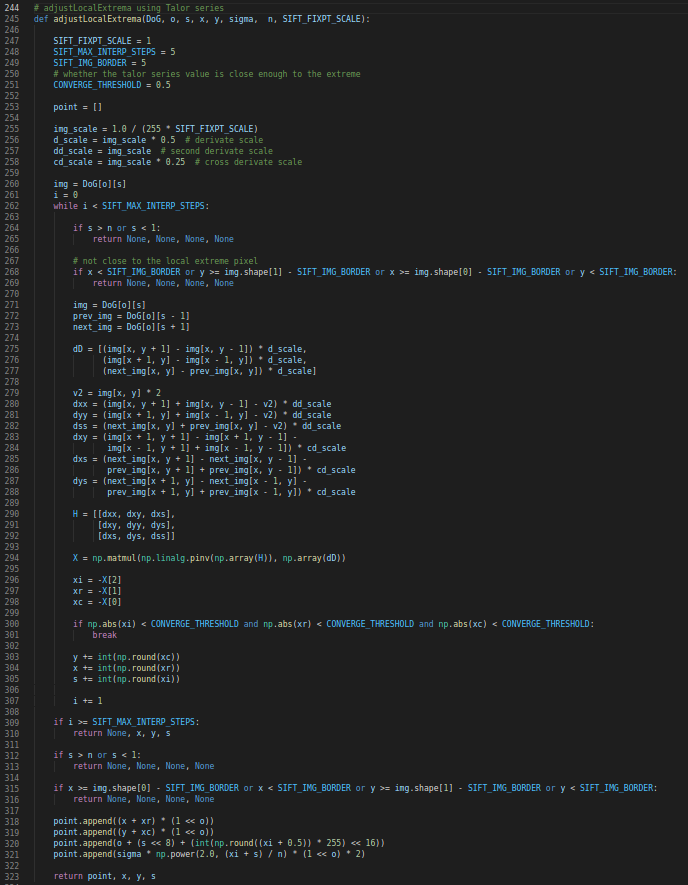 244 # adjustLocalExtrema using Talor series
245 def adjustLocalExtrema(DoG, o, s, x, y, sigma,  n, SIFT_FIXPT_SCALE):
246
247     SIFT_FIXPT_SCALE = 1
248     SIFT_MAX_INTERP_STEPS = 5
249     SIFT_IMG_BORDER = 5
250     # whether the talor series value is close enough to the extreme
251     CONVERGE_THRESHOLD = 0.5
252
253     point = []
254
255     img_scale = 1.0 / (255 * SIFT_FIXPT_SCALE)
256     d_scale = img_scale * 0.5  # derivate scale
257     dd_scale = img_scale  # second derivate scale
258     cd_scale = img_scale * 0.25  # cross derivate scale
259
260     img = DoG[o][s]
261     i = 0
262     while i < SIFT_MAX_INTERP_STEPS:
263
264         if s > n or s < 1:
265             return None, None, None, None
266
267         # not close to the local extreme pixel
268         if x < SIFT_IMG_BORDER or y >= img.shape[1] - SIFT_IMG_BORDER or x >= img.shape[0] - SIFT_IMG_BORDER or y < SIFT_IMG_BORDER:
269             return None, None, None, None
270
271         img = DoG[o][s]
272         prev_img = DoG[o][s - 1]
273         next_img = DoG[o][s + 1]
274
275         dD = [(img[x, y + 1] - img[x, y - 1]) * d_scale,
276               (img[x + 1, y] - img[x - 1, y]) * d_scale,
277               (next_img[x, y] - prev_img[x, y]) * d_scale]
278
279         v2 = img[x, y] * 2
280         dxx = (img[x, y + 1] + img[x, y - 1] - v2) * dd_scale
281         dyy = (img[x + 1, y] + img[x - 1, y] - v2) * dd_scale
282         dss = (next_img[x, y] + prev_img[x, y] - v2) * dd_scale
283         dxy = (img[x + 1, y + 1] - img[x + 1, y - 1] -
284                img[x - 1, y + 1] + img[x - 1, y - 1]) * cd_scale
285         dxs = (next_img[x, y + 1] - next_img[x, y - 1] -
286                prev_img[x, y + 1] + prev_img[x, y - 1]) * cd_scale
287         dys = (next_img[x + 1, y] - next_img[x - 1, y] -
288                prev_img[x + 1, y] + prev_img[x - 1, y]) * cd_scale
289
290         H = [[dxx, dxy, dxs],
291              [dxy, dyy, dys],
292              [dxs, dys, dss]]
293
294         X = np.matmul(np.linalg.pinv(np.array(H)), np.array(dD))
295
296         xi = -X[2]
297         xr = -X[1]
298         xc = -X[0]
299
300         if np.abs(xi) < CONVERGE_THRESHOLD and np.abs(xr) < CONVERGE_THRESHOLD and np.abs(xc) < CONVERGE_THRESHOLD:
301             break
302
303         y += int(np.round(xc))
304         x += int(np.round(xr))
305         s += int(np.round(xi))
306
307         i += 1
308
309     if i >= SIFT_MAX_INTERP_STEPS:
310         return None, x, y, s
311
312     if s > n or s < 1:
313         return None, None, None, None
314
315     if x >= img.shape[0] - SIFT_IMG_BORDER or x < SIFT_IMG_BORDER or y >= img.shape[1] - SIFT_IMG_BORDER or y < SIFT_IMG_BORDER:
316         return None, None, None, None
317
318     point.append((x + xr) * (1 << o))
319     point.append((y + xc) * (1 << o))
320     point.append(o + (s << 8) + (int(np.round((xi + 0.5)) * 255) << 16))
321     point.append(sigma * np.power(2.0, (xi + s) / n) * (1 << o) * 2)
322
323     return point, x, y, s